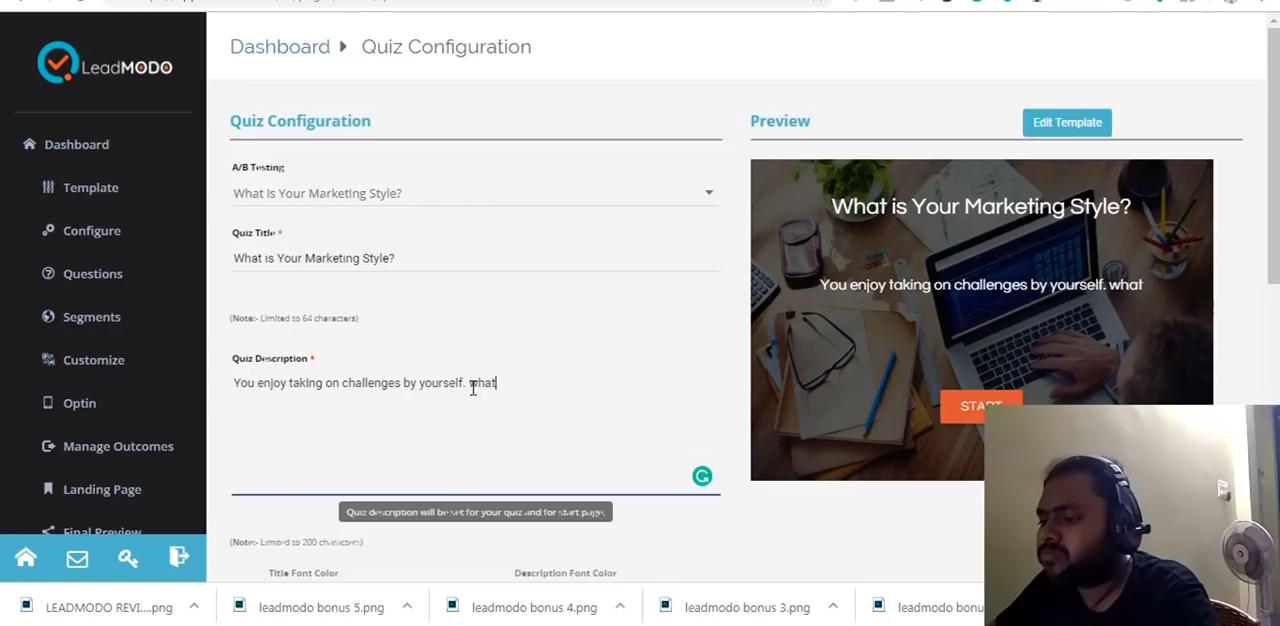 LeadMODO
Dashboard
Template
Configure
Questions
Segments
Customize
Optin
Manage Outcomes
Landing Page
Final Preview
Dashboard Quiz Configuration
Quiz Configuration
A/B Testing
What Is Your Marketing Style?
Quiz Title *
What is Your Marketing Style?
(Note:- Limited to 64 characters)
Quiz Description *
You enjoy taking on challenges by yourself. what
Quiz description will be set for your quiz and for start page.
(Note:- Limited to 200 characters)
Title Font Color Description Font Color
Preview Edit Template
What is Your Marketing Style?
You enjoy taking on challenges by yourself. what
START
LEADMODO REVI....png leadmodo bonus 5.png leadmodo bonus 4.png leadmodo bonus 3.png leadmodo